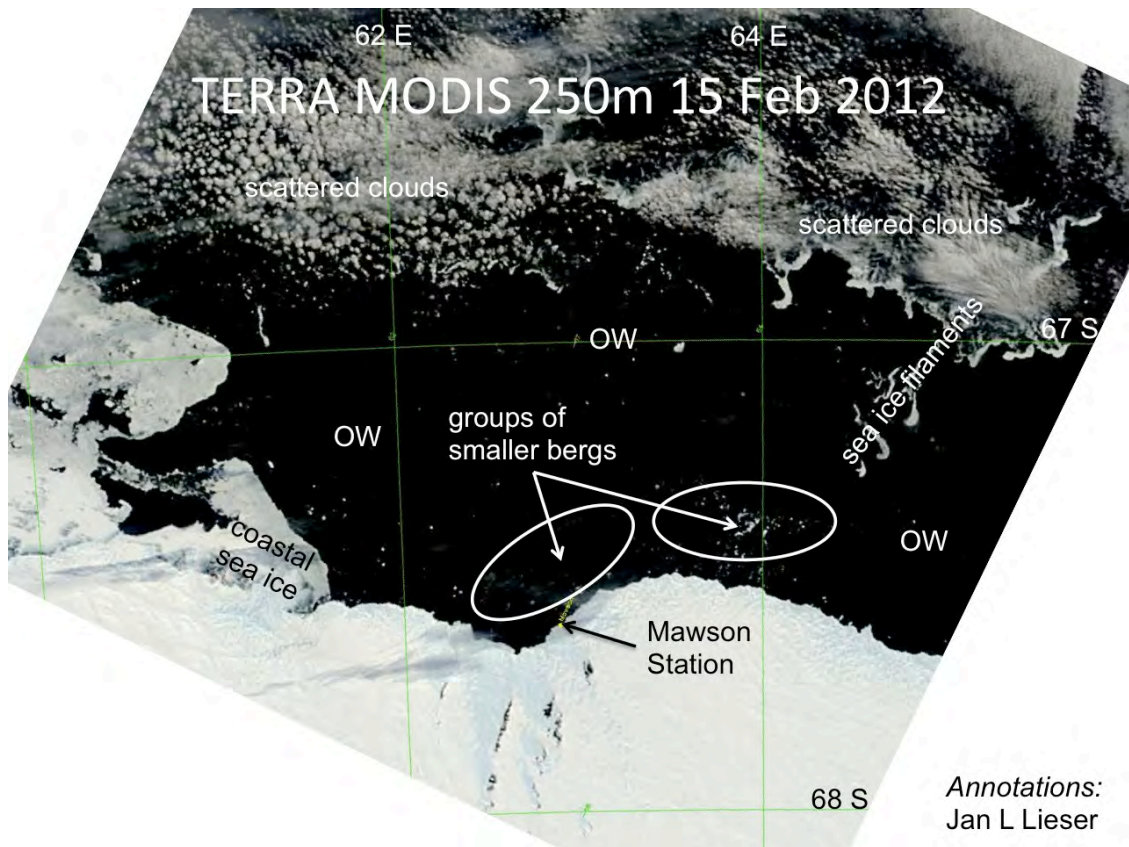 62 E
64 E
TERRA MODIS 250m 15 Feb 2012
scattered clouds
scattered clouds
67 S
OW
sea ice filaments
groups of
smaller bergs
OW
OW
coastal
sea ice
Mawson
Station
68 S
Annotations:
Jan L Lieser